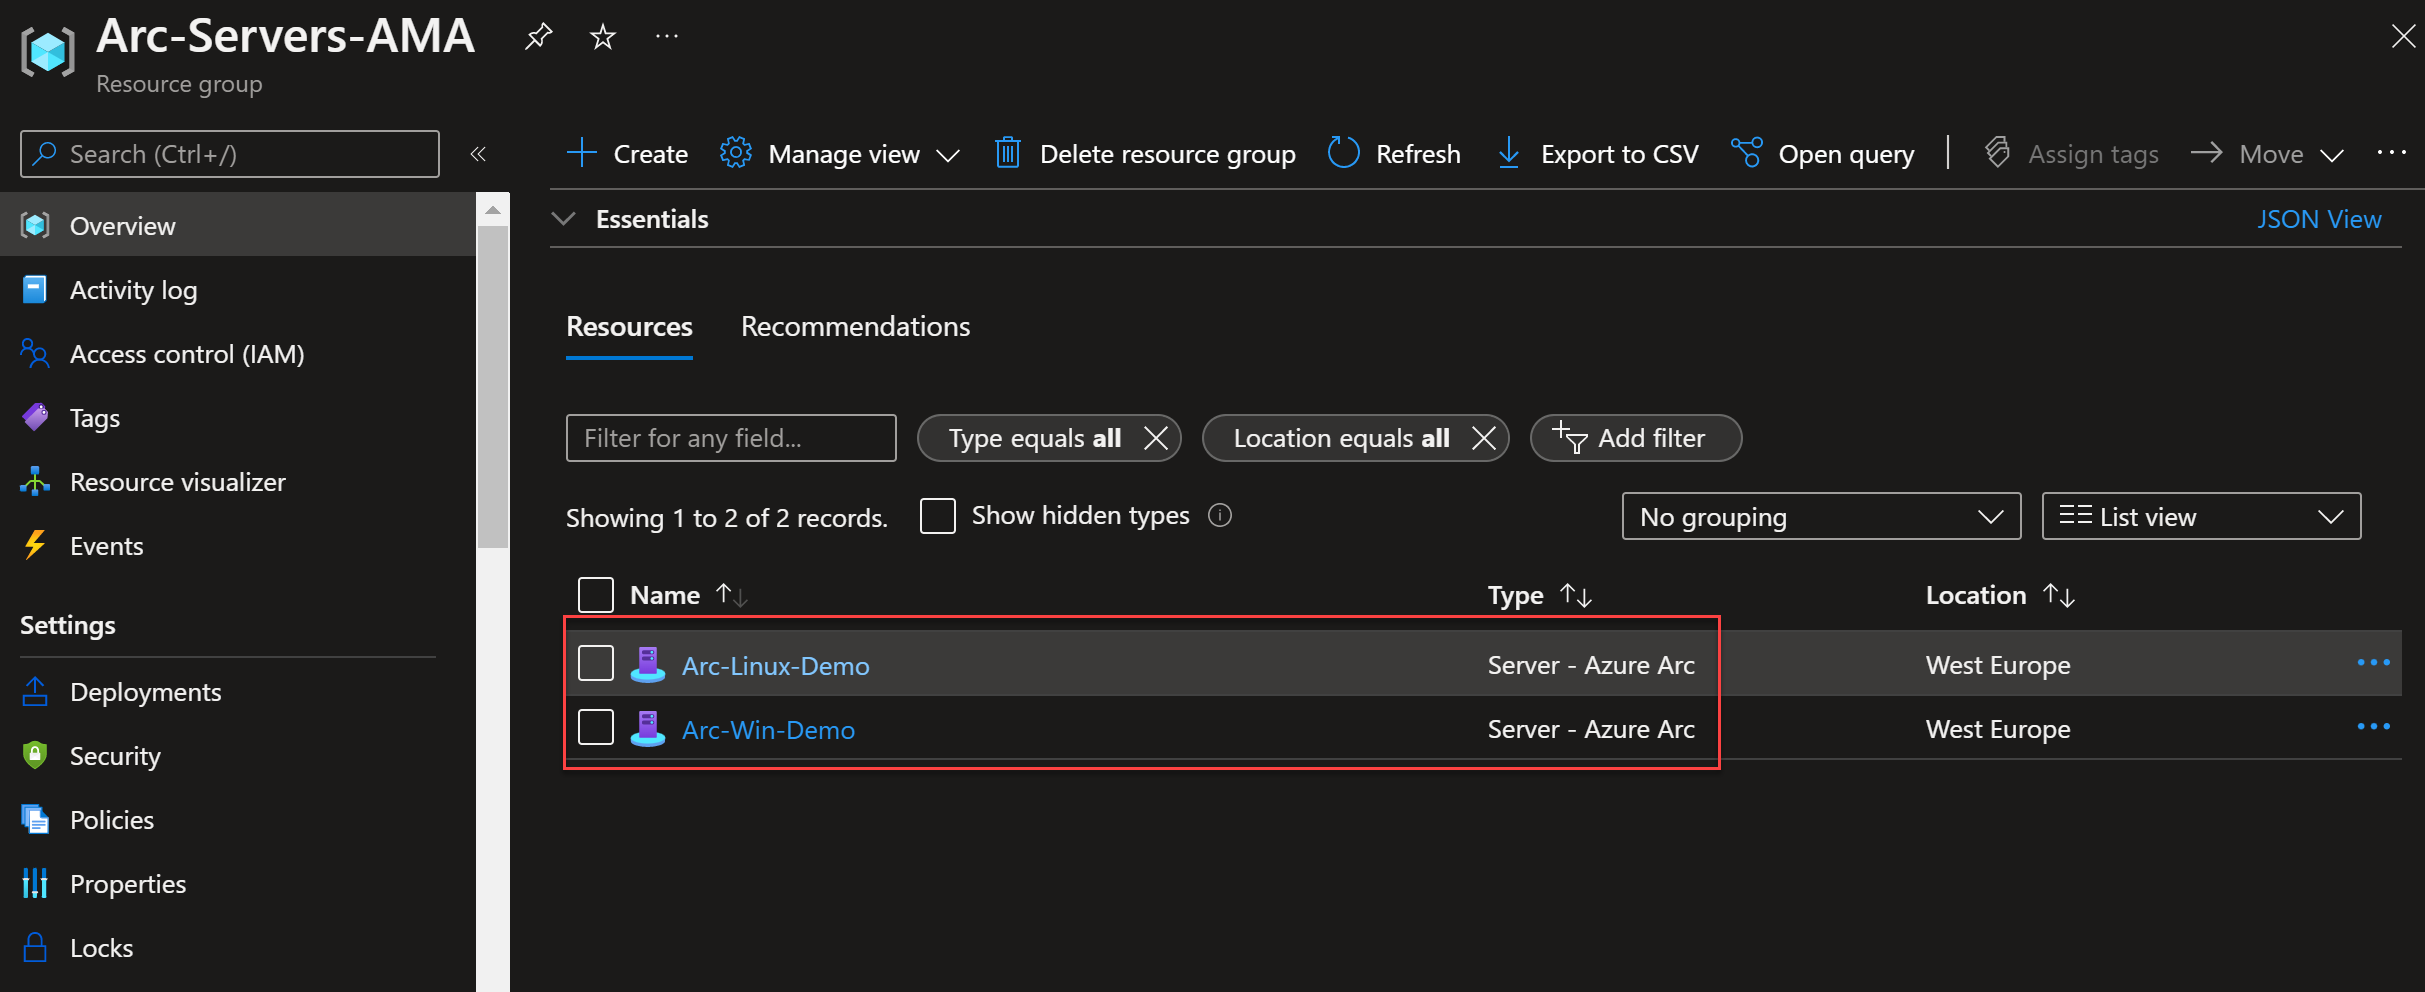 Arc-Servers-AMA
Resource group
Search (Ctrl+/)
Overview
Activity log
Access control (IAM)
Tags
Resource visualizer
Events
Settings
Deployments
Security
Policies
Properties
Locks
Create Manage view Delete resource group Refresh Export to CSV Open query Assign tags Move
Essentials JSON View
Resources Recommendations
Filter for any field... Type equals all Location equals all Add filter
Showing 1 to 2 of 2 records. Show hidden types No grouping List view
Name Type Location
Arc-Linux-Demo Server - Azure Arc West Europe
Arc-Win-Demo Server - Azure Arc West Europe